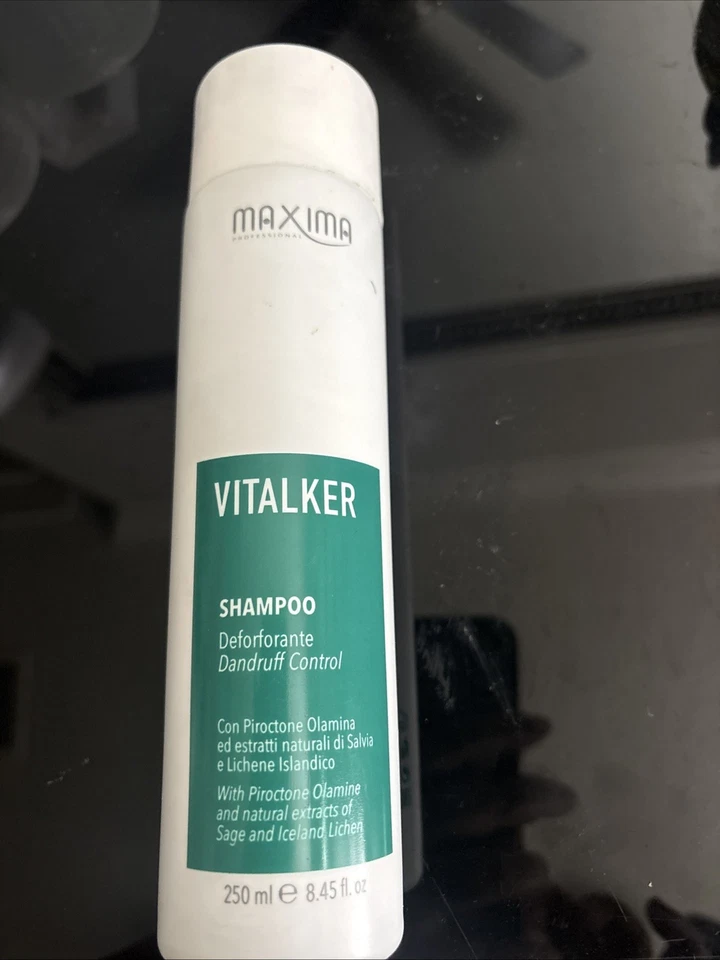 MAXIMA
PROFESSIONAL
VITALKER
SHAMPOO
Deforforante
Dandruff Control
Con Piroctone Olamina
ed estratti naturali di Salvia
e Lichene Islandico
With Piroctone Olamine
and natural extracts of
Sage and Iceland Lichen
250 ml e 8.45 fl. oz